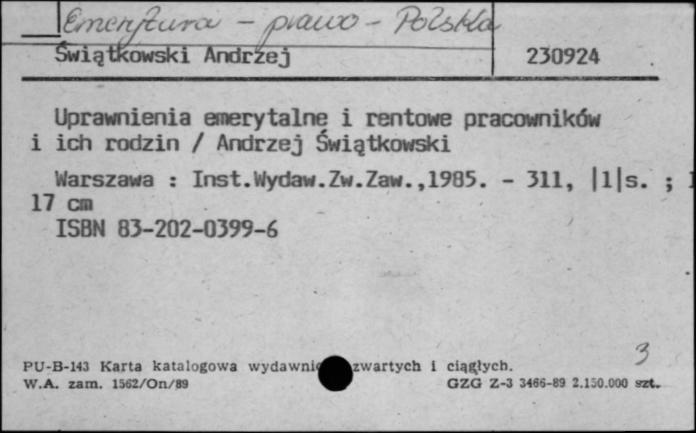 Emerytura - prawo - Polska
Świątkowski Andrzej 230924
Uprawnienia emerytalne i rentowe pracowników
i ich rodzin / Andrzej Świątkowski
Warszawa : Inst.Wydaw.Zw.Zaw.,1985. - 311, |1|s. ;
17 cm
ISBN 83-202-0399-6
3
PU-B-143 Karta katalogowa zwartych i ciągłych.
W.A. zam. 1562/On/89 GZG Z-3 3466-89 2.150.000 szt.